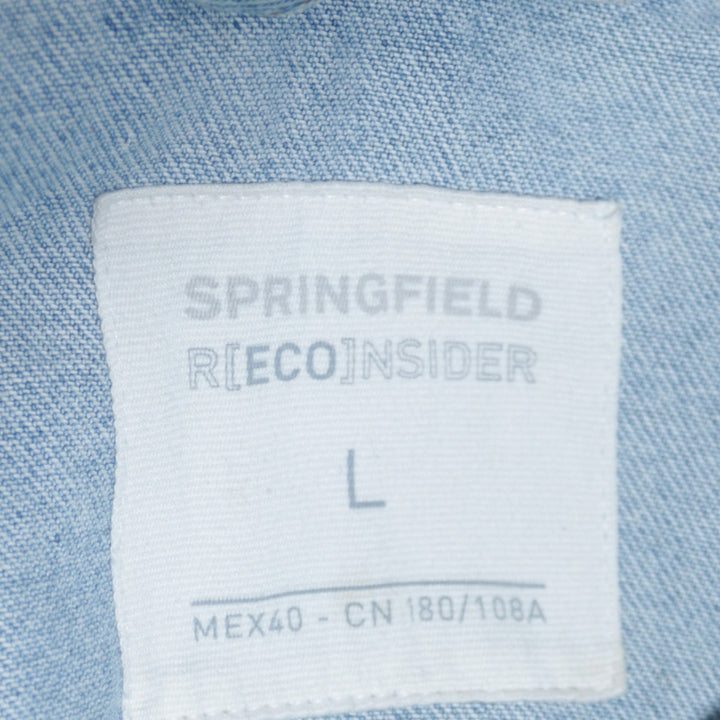 SPRINGFIELD
R[ECO]NSIDER
L
MEX40 - CN 180/108A